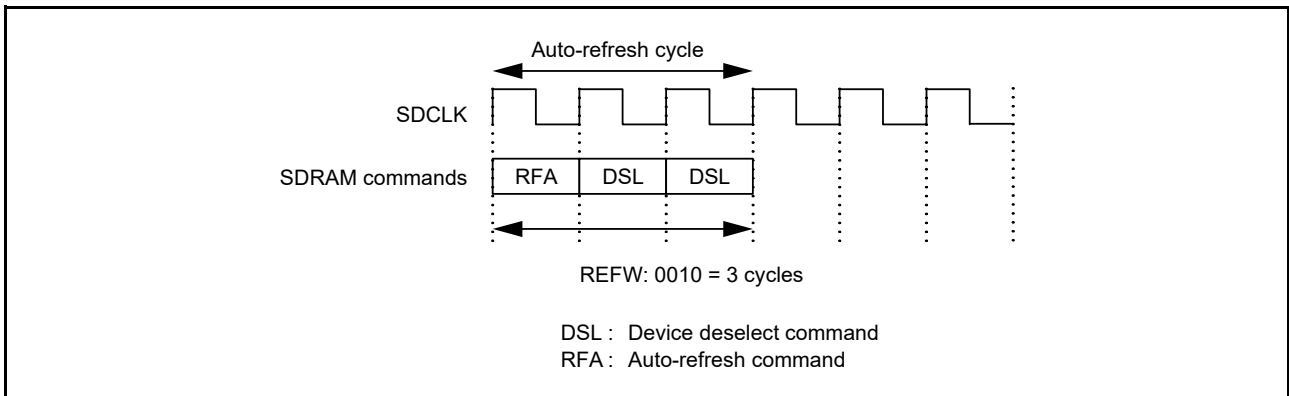 Auto-refresh cycle
SDCLK
SDRAM commands RFA DSL DSL
REFW: 0010 = 3 cycles
DSL : Device deselect command
RFA : Auto-refresh command